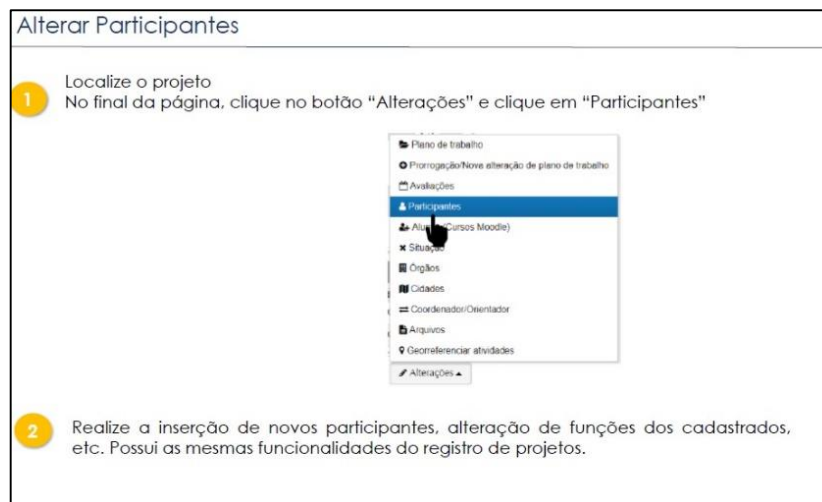 Alterar Participantes
1
Localize o projeto
No final da página, clique no botão “Alterações” e clique em “Participantes”
Plano de trabalho
Prorrogação/Nova alteração de plano de trabalho
Avaliações
Participantes
(Cursos Moodle)
Situação
Órgãos
Cidades
Coordenador/Orientador
Arquivos
Georreferenciar atividades
Alterações
2
Realize a inserção de novos participantes, alteração de funções dos cadastrados,
etc. Possui as mesmas funcionalidades do registro de projetos.